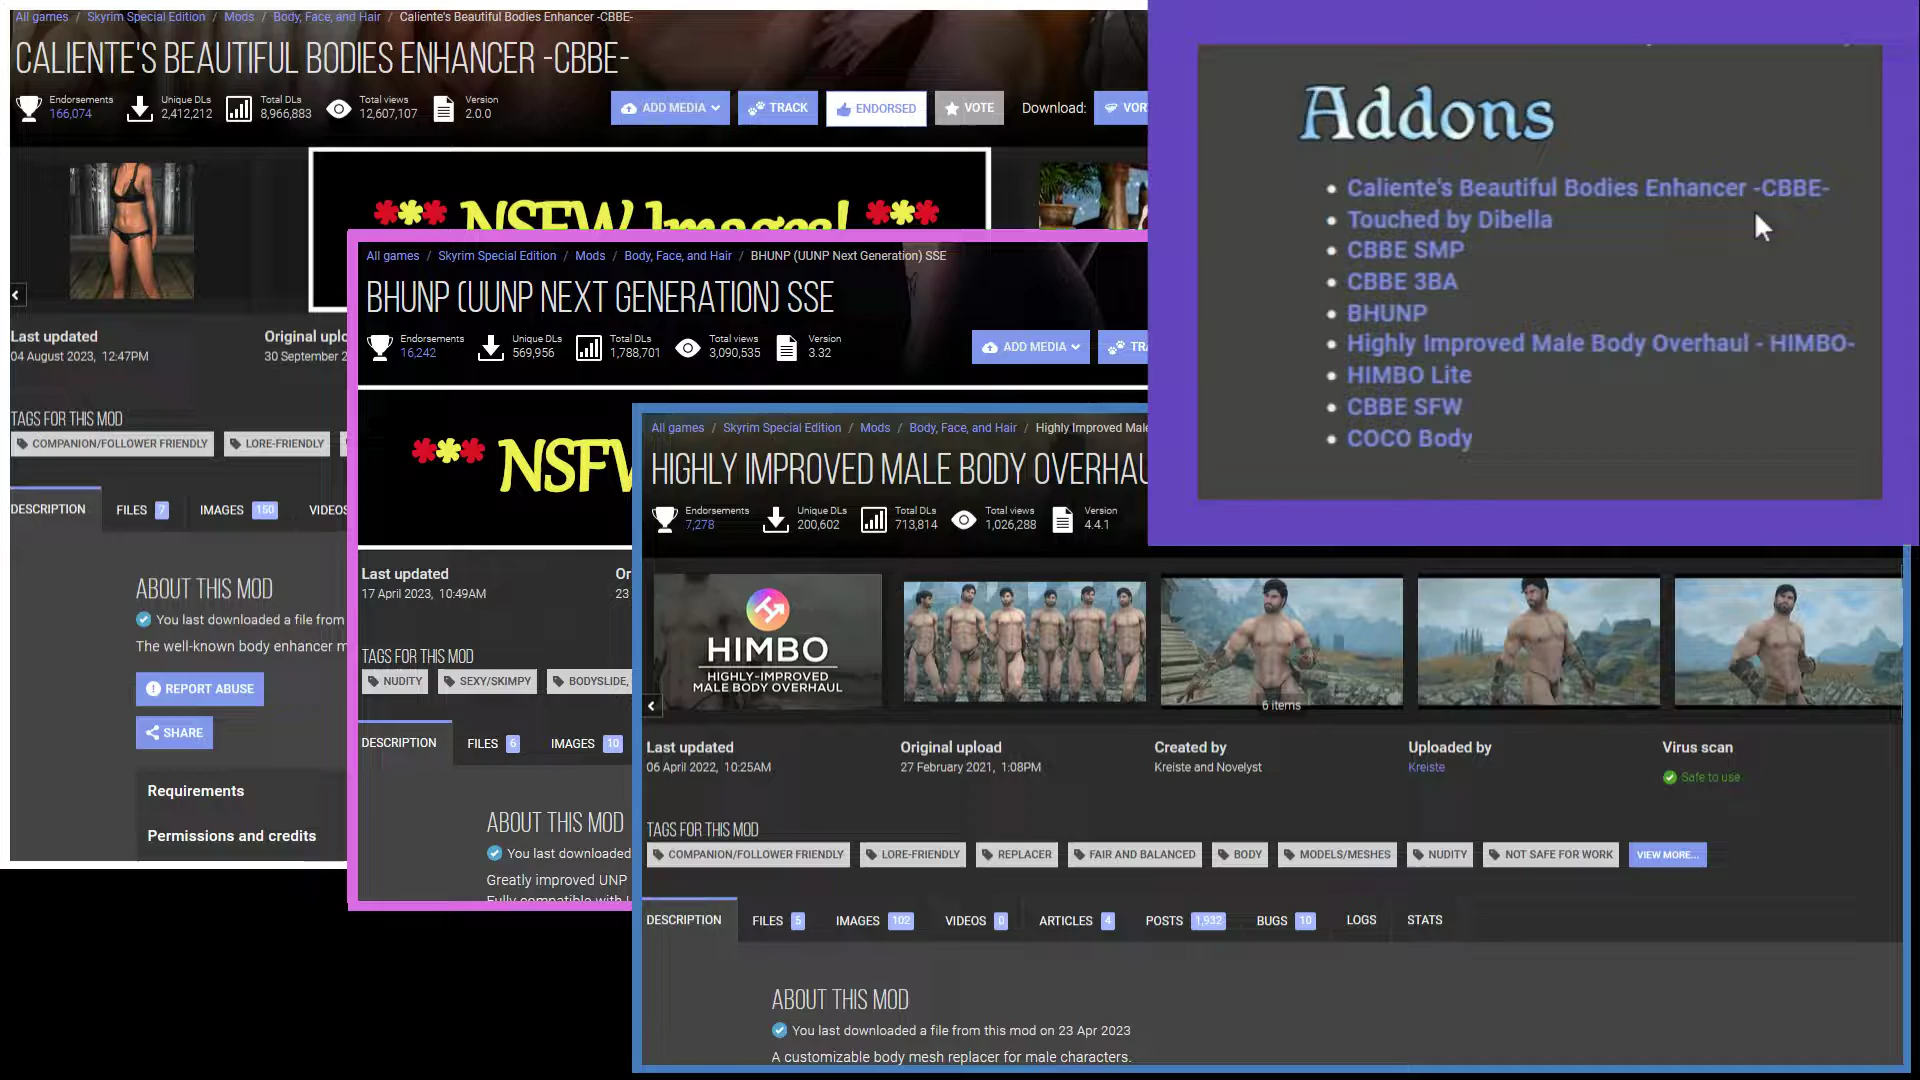 All games / Skyrim Special Edition / Mods / Body, Face, and Hair / Caliente's Beautiful Bodies Enhancer -CBBE-
CALIENTE'S BEAUTIFUL BODIES ENHANCER -CBBE-
Endorsements 166,074
Unique DLs 2,412,212
Total DLs 8,966,883
Total views 12,607,107
Version 2.0.0
ADD MEDIA
TRACK
ENDORSED
VOTE
Download:
VOR
*** NSFW Images! ***
Last updated
04 August 2023, 12:47PM
Original uplo
30 September 2
TAGS FOR THIS MOD
COMPANION/FOLLOWER FRIENDLY
LORE-FRIENDLY
DESCRIPTION
FILES 7
IMAGES 150
VIDEOS
ABOUT THIS MOD
You last downloaded a file from
The well-known body enhancer m
REPORT ABUSE
SHARE
Requirements
Permissions and credits
All games / Skyrim Special Edition / Mods / Body, Face, and Hair / BHUNP (UUNP Next Generation) SSE
BHUNP (UUNP NEXT GENERATION) SSE
Endorsements 16,242
Unique DLs 569,956
Total DLs 1,788,701
Total views 3,090,535
Version 3.32
ADD MEDIA
TRA
*** NSFW
Last updated
17 April 2023, 10:49AM
Or
23
TAGS FOR THIS MOD
NUDITY
SEXY/SKIMPY
BODYSLIDE,
DESCRIPTION
FILES 6
IMAGES 10
ABOUT THIS MOD
You last downloaded
Greatly improved UNP
Fully compatible with
All games / Skyrim Special Edition / Mods / Body, Face, and Hair / Highly Improved Male
HIGHLY IMPROVED MALE BODY OVERHAU
Endorsements 7,278
Unique DLs 200,602
Total DLs 713,814
Total views 1,026,288
Version 4.4.1
HIMBO
HIGHLY-IMPROVED
MALE BODY OVERHAUL
6 items
Last updated
06 April 2022, 10:25AM
Original upload
27 February 2021, 1:08PM
Created by
Kreiste and Novelyst
Uploaded by
Kreiste
Virus scan
Safe to use
TAGS FOR THIS MOD
COMPANION/FOLLOWER FRIENDLY
LORE-FRIENDLY
REPLACER
FAIR AND BALANCED
BODY
MODELS/MESHES
NUDITY
NOT SAFE FOR WORK
VIEW MORE...
DESCRIPTION
FILES 5
IMAGES 102
VIDEOS 0
ARTICLES 4
POSTS 1,932
BUGS 10
LOGS
STATS
ABOUT THIS MOD
You last downloaded a file from this mod on 23 Apr 2023
A customizable body mesh replacer for male characters.
Addons
Caliente's Beautiful Bodies Enhancer -CBBE-
Touched by Dibella
CBBE SMP
CBBE 3BA
BHUNP
Highly Improved Male Body Overhaul - HIMBO-
HIMBO Lite
CBBE SFW
COCO Body